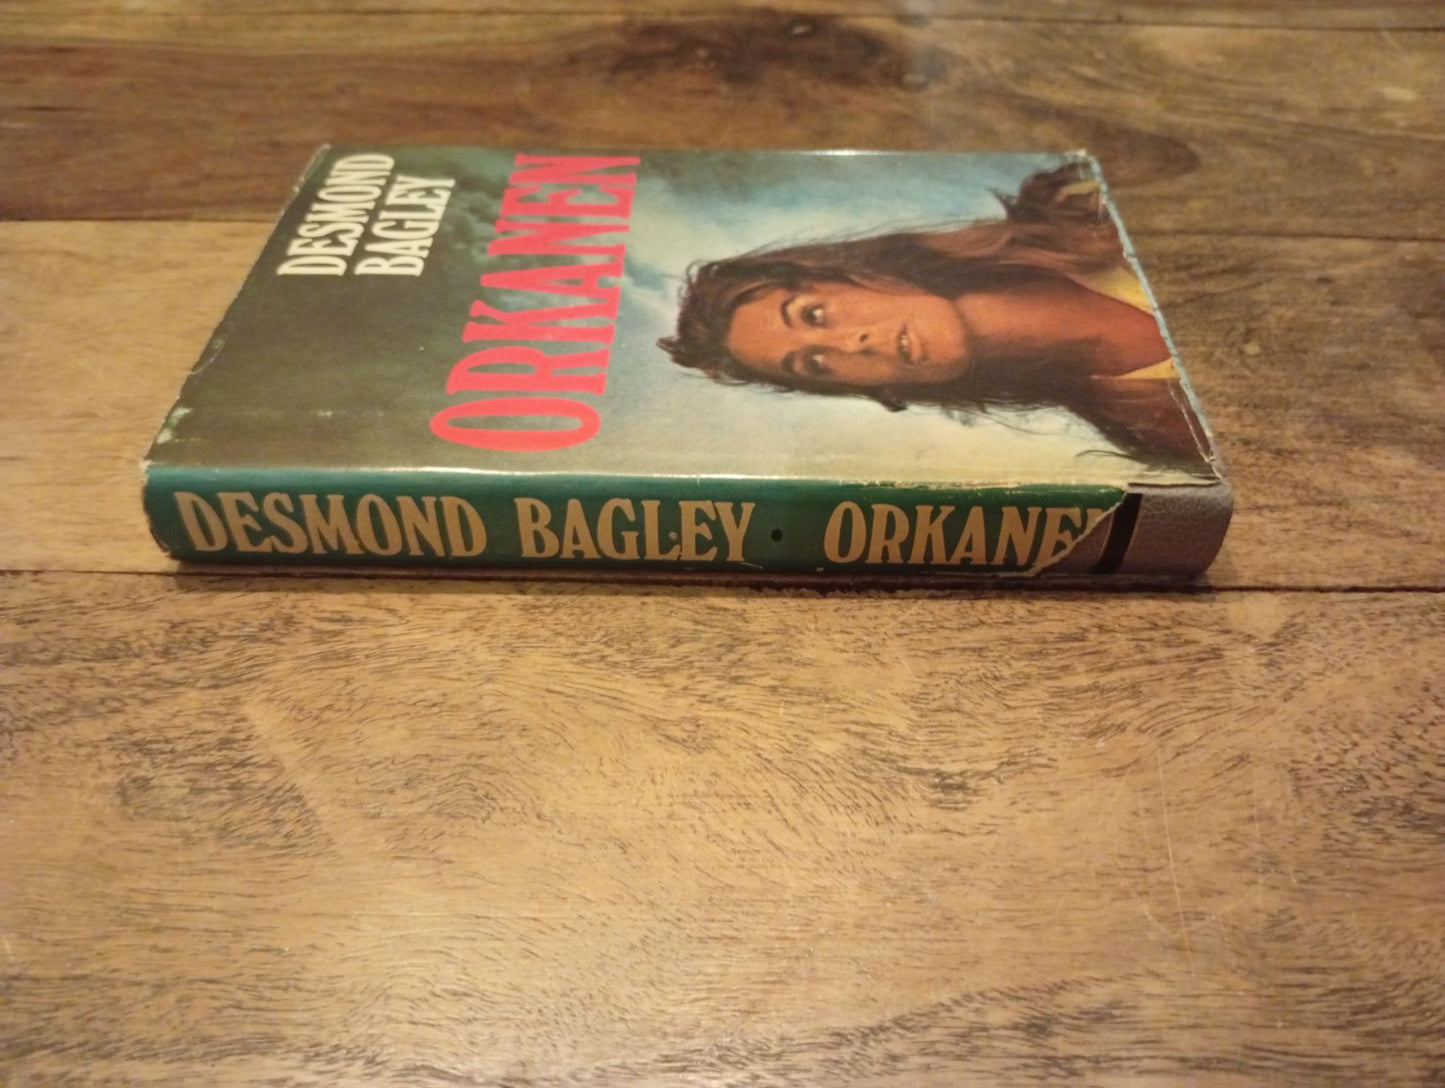 DESMOND
BAGLEY
ORKANEN
DESMOND BAGLEY · ORKANEN